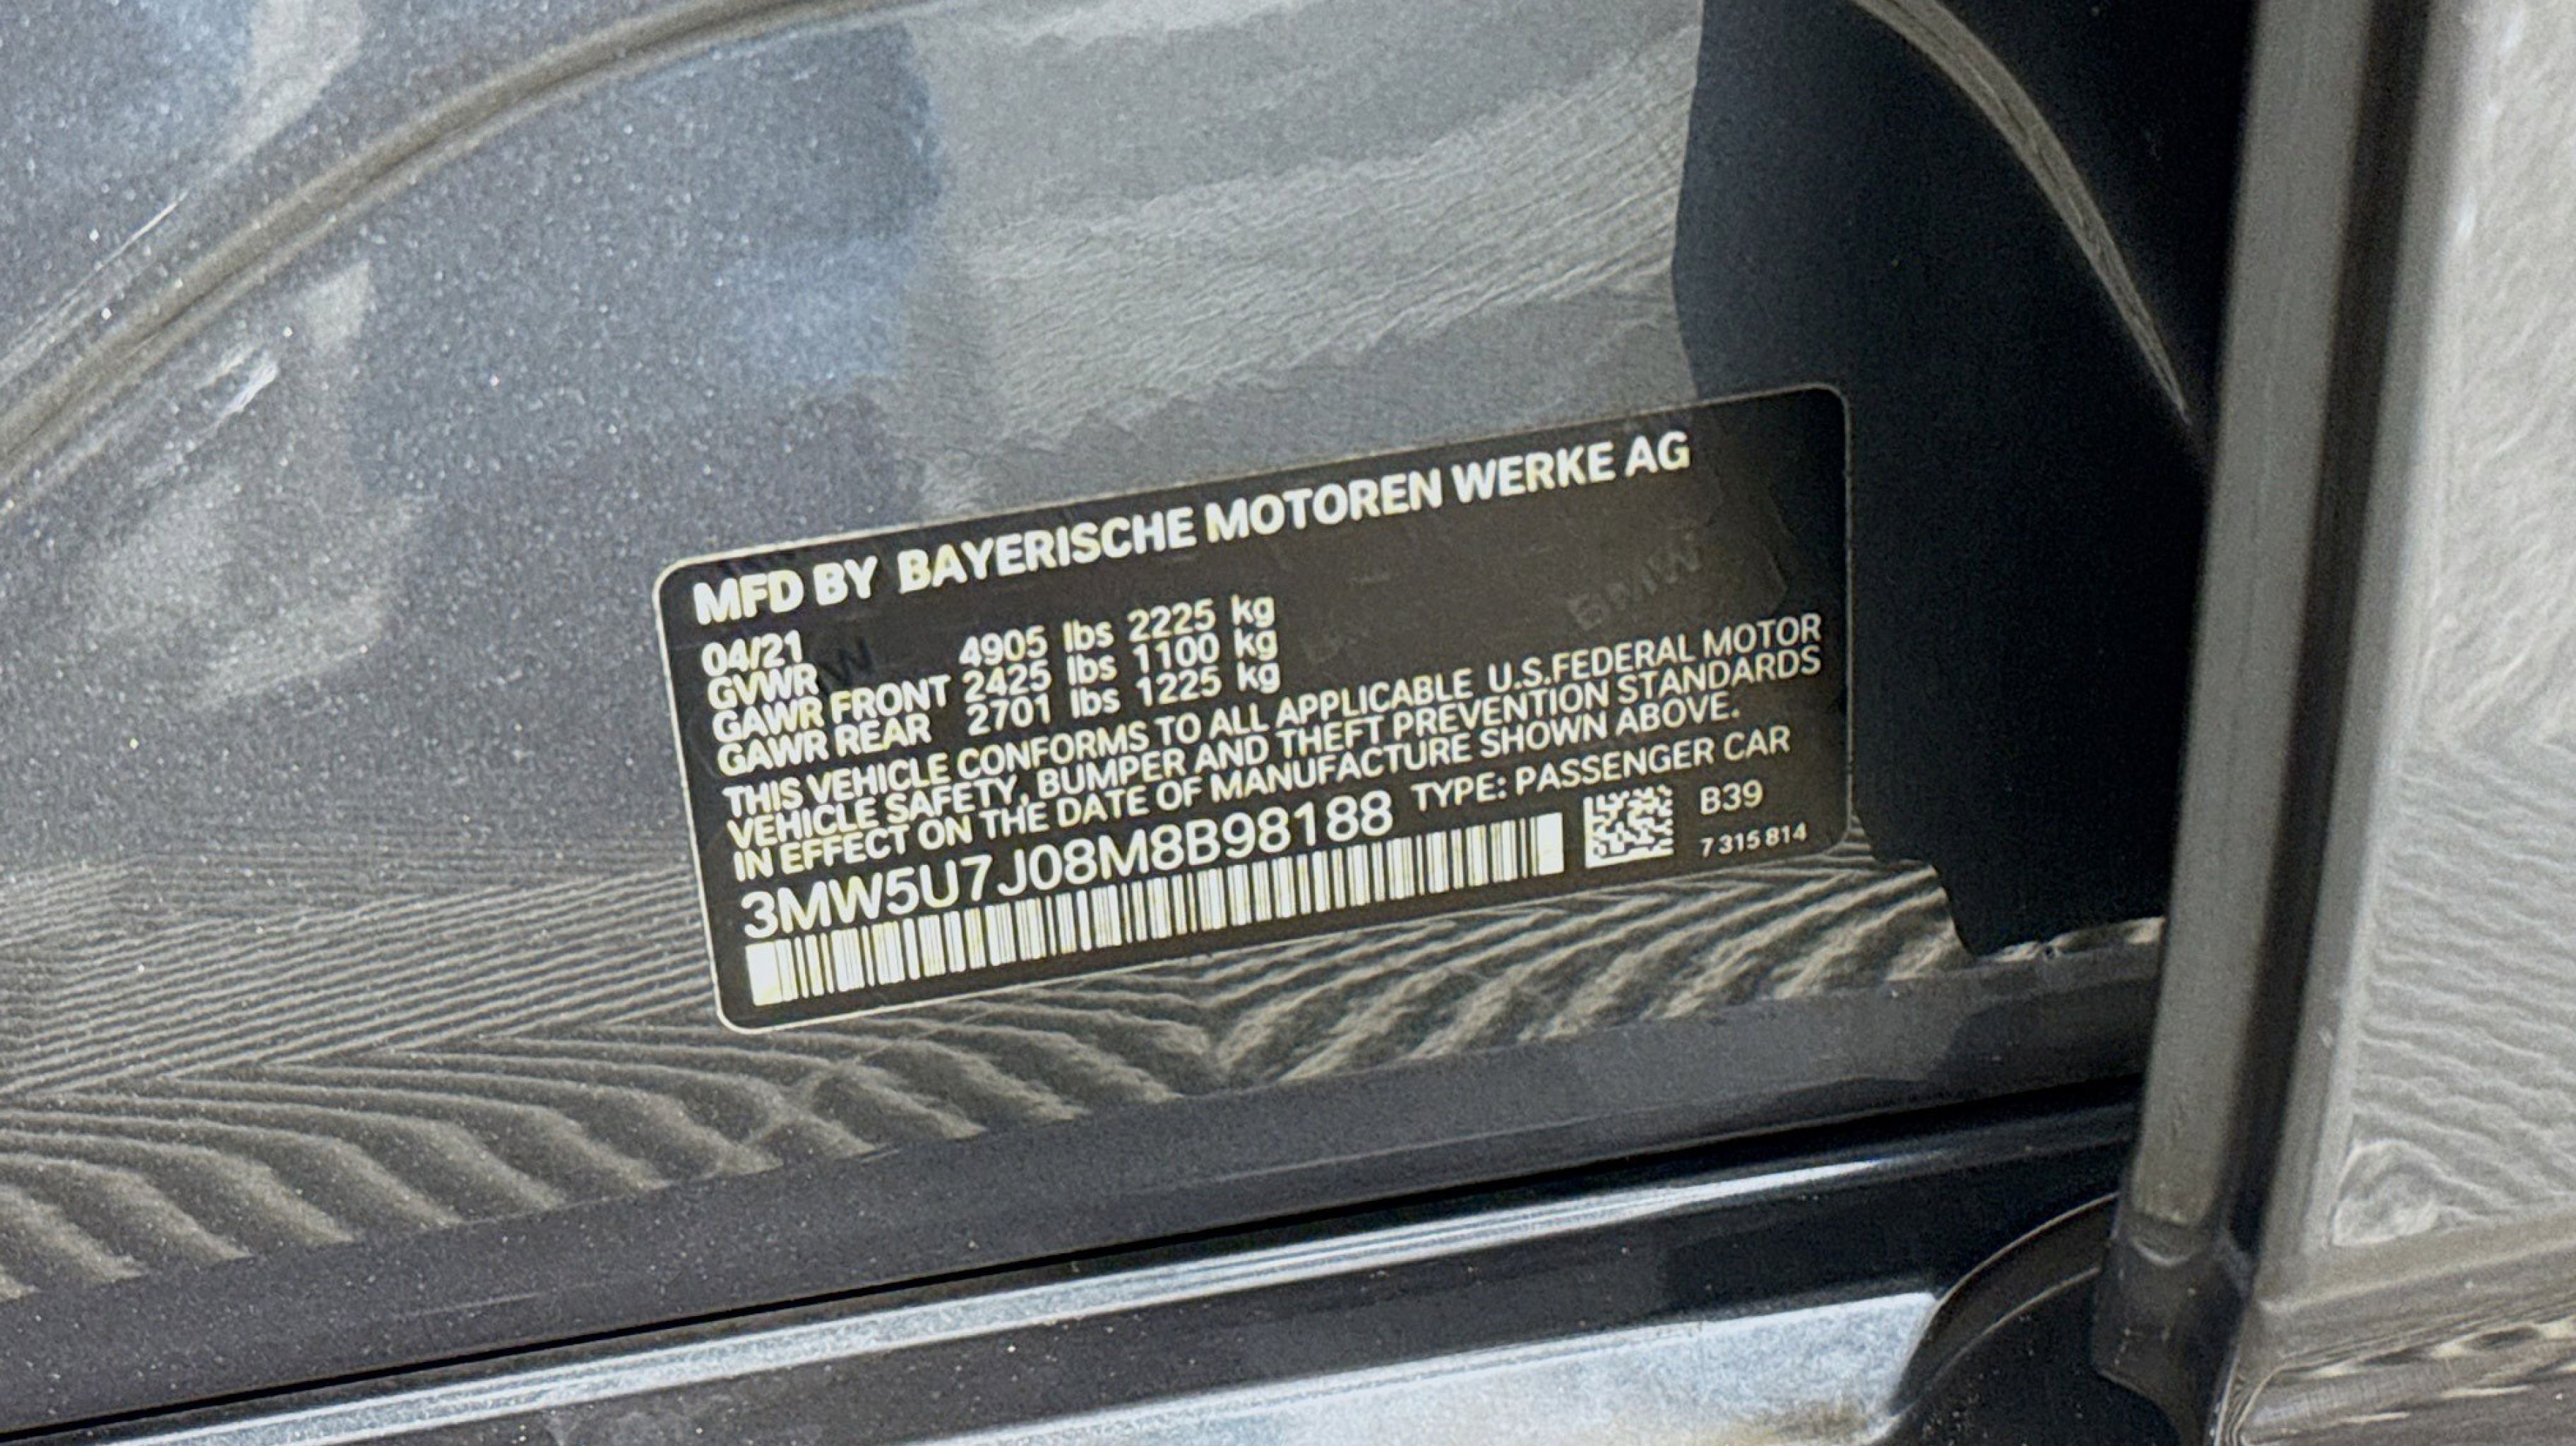 MFD BY BAYERISCHE MOTOREN WERKE AG
04/21
GVWR 4905 lbs 2225 kg
GAWR FRONT 2425 lbs 1100 kg
GAWR REAR 2701 lbs 1225 kg
THIS VEHICLE CONFORMS TO ALL APPLICABLE U.S.FEDERAL MOTOR
VEHICLE SAFETY, BUMPER AND THEFT PREVENTION STANDARDS
IN EFFECT ON THE DATE OF MANUFACTURE SHOWN ABOVE.
3MW5U7J08M8B98188 TYPE: PASSENGER CAR
B39
7 315 814
BMW